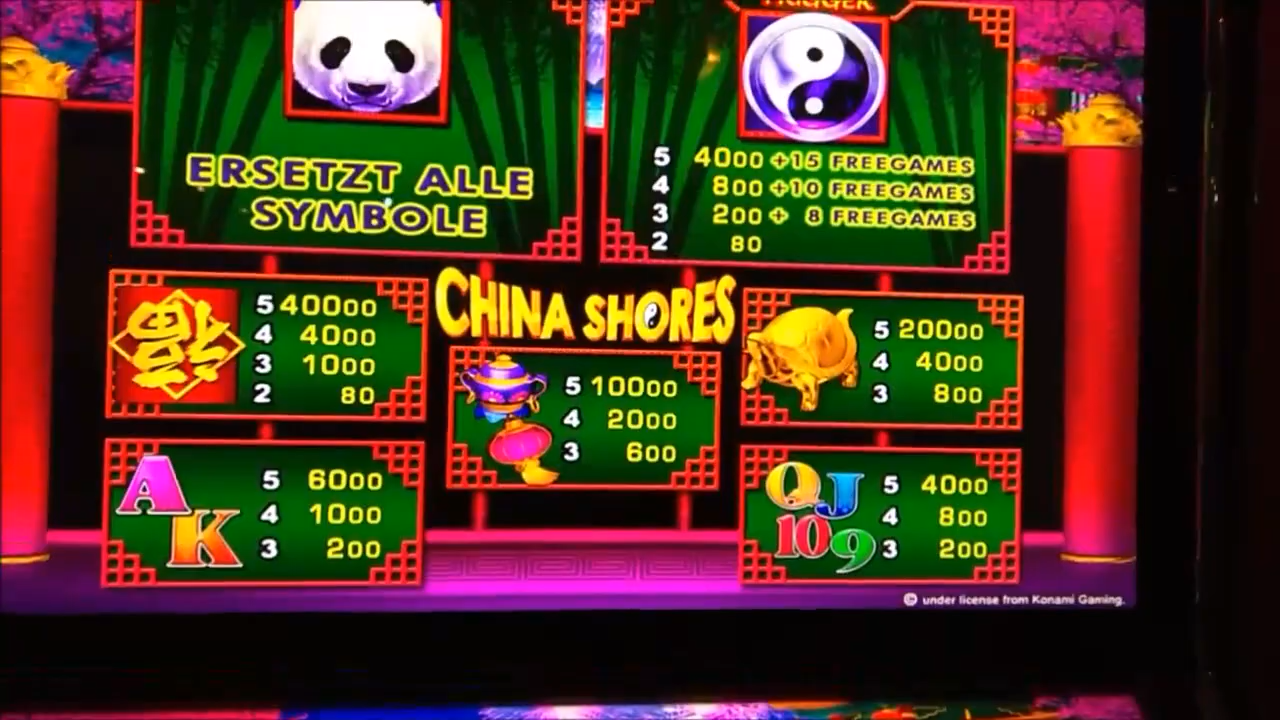 ERSETZT ALLE
SYMBOLE
5 4000 +15 FREEGAMES
4 800 +10 FREEGAMES
3 200 + 8 FREEGAMES
2 80
CHINA SHORES
福
5 40000
4 4000
3 1000
2 80
5 10000
4 2000
3 600
5 20000
4 4000
3 800
A
K
5 6000
4 1000
3 200
Q J
10 9
5 4000
4 800
3 200
© under license from Konami Gaming.